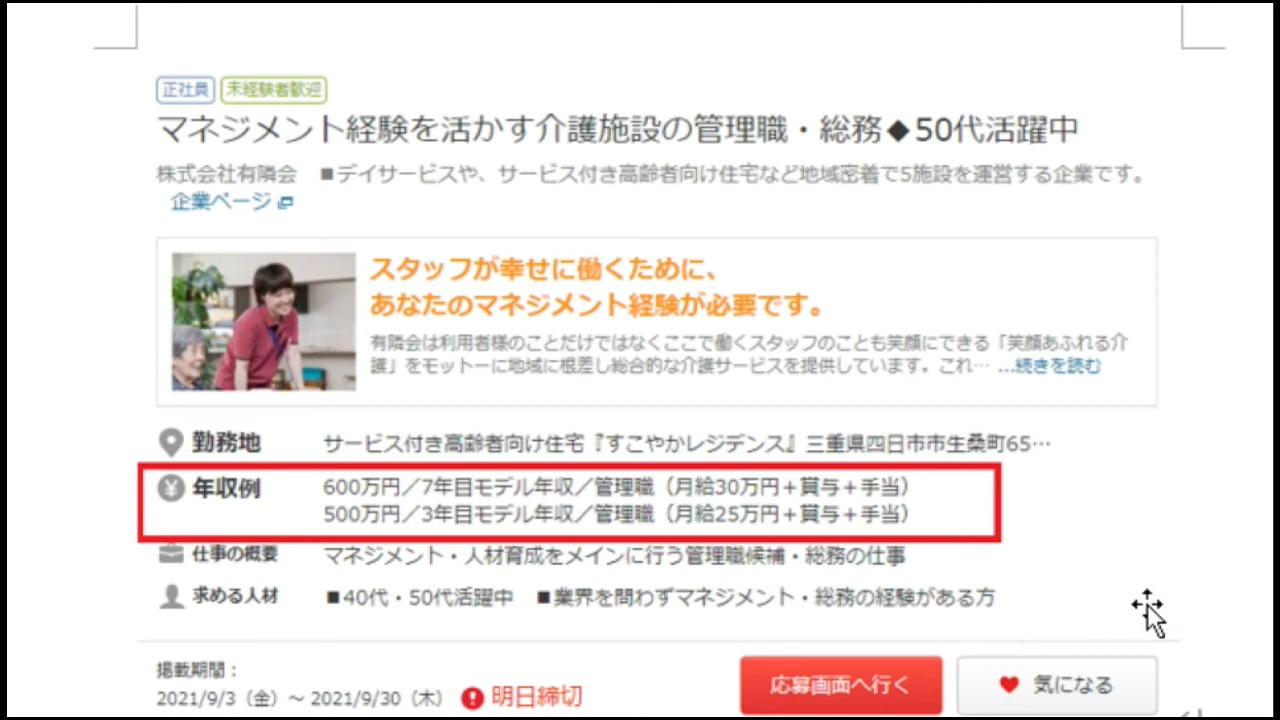 正社員 未経験者歓迎
マネジメント経験を活かす介護施設の管理職・総務◆50代活躍中
株式会社有隣会 ■デイサービスや、サービス付き高齢者向け住宅など地域密着で5施設を運営する企業です。
企業ページ
スタッフが幸せに働くために、
あなたのマネジメント経験が必要です。
有隣会は利用者様のことだけではなくここで働くスタッフのことも笑顔にできる「笑顔あふれる介
護」をモットーに地域に根差し総合的な介護サービスを提供しています。これ… ...続きを読む
勤務地 サービス付き高齢者向け住宅『すこやかレジデンス』三重県四日市市生桑町65…
年収例 600万円／7年目モデル年収／管理職（月給30万円＋賞与＋手当）
500万円／3年目モデル年収／管理職（月給25万円＋賞与＋手当）
仕事の概要 マネジメント・人材育成をメインに行う管理職候補・総務の仕事
求める人材 ■40代・50代活躍中 ■業界を問わずマネジメント・総務の経験がある方
掲載期間：
2021/9/3（金）～ 2021/9/30（木） 明日締切
応募画面へ行く 気になる